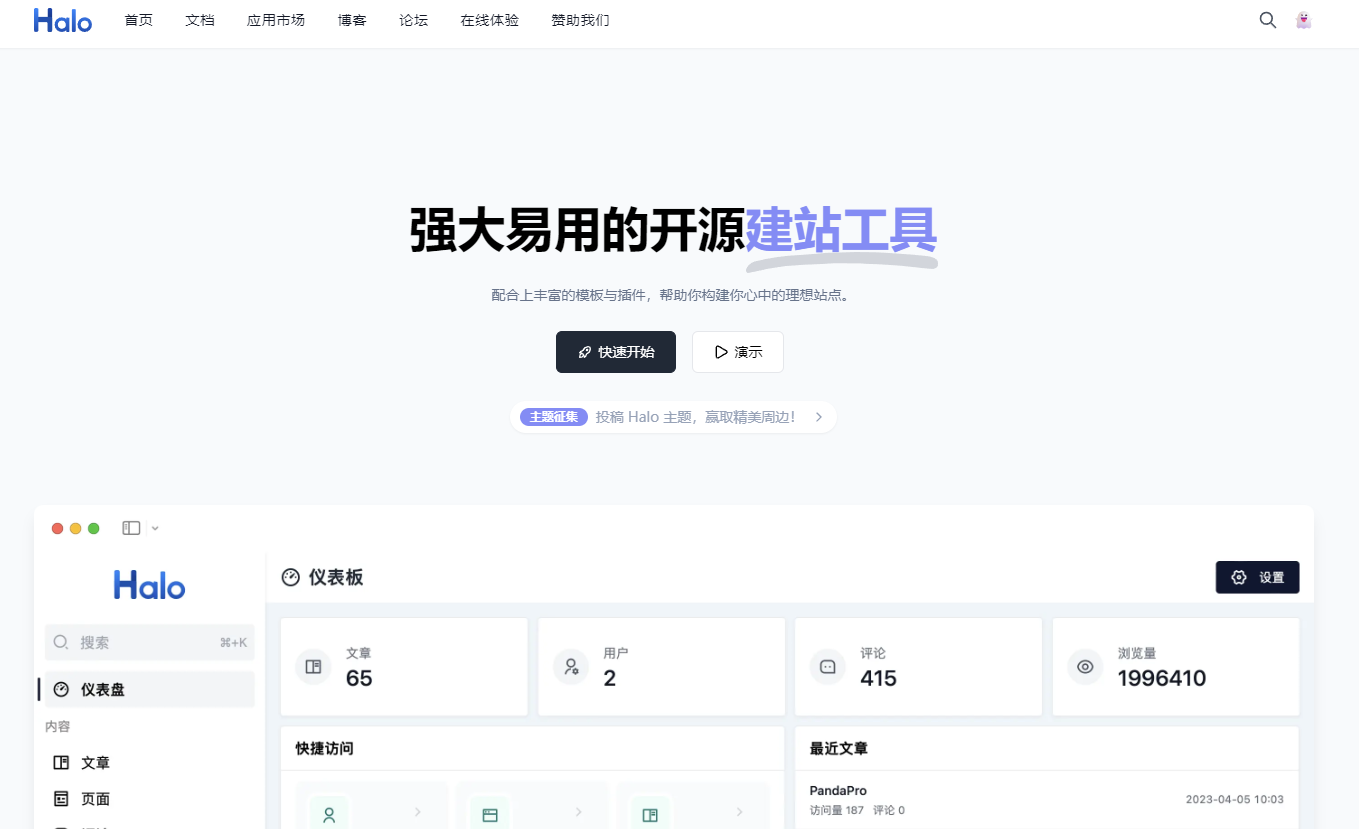 Halo 首页 文档 应用市场 博客 论坛 在线体验 赞助我们
强大易用的开源建站工具
配合上丰富的模板与插件，帮助你构建你心中的理想站点。
快速开始 演示
主题征集 投稿 Halo 主题，赢取精美周边！
Halo
搜索 ⌘+K
仪表盘
内容
文章
页面
仪表板 设置
文章
65
用户
2
评论
415
浏览量
1996410
快捷访问
最近文章
PandaPro
访问量 187 评论 0
2023-04-05 10:03